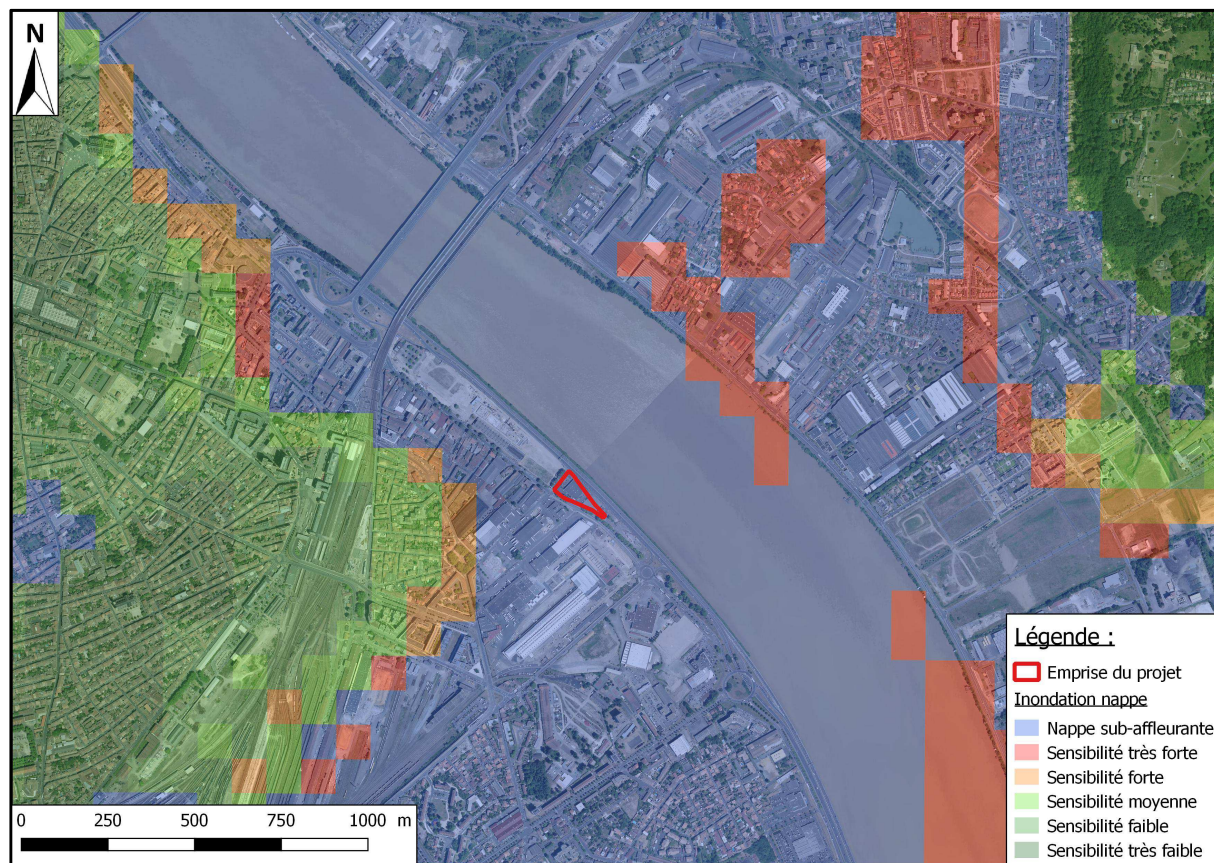 N
Légende :
Emprise du projet
Inondation nappe
Nappe sub-affleurante
Sensibilité très forte
Sensibilité forte
Sensibilité moyenne
Sensibilité faible
Sensibilité très faible
0 250 500 750 1000 m